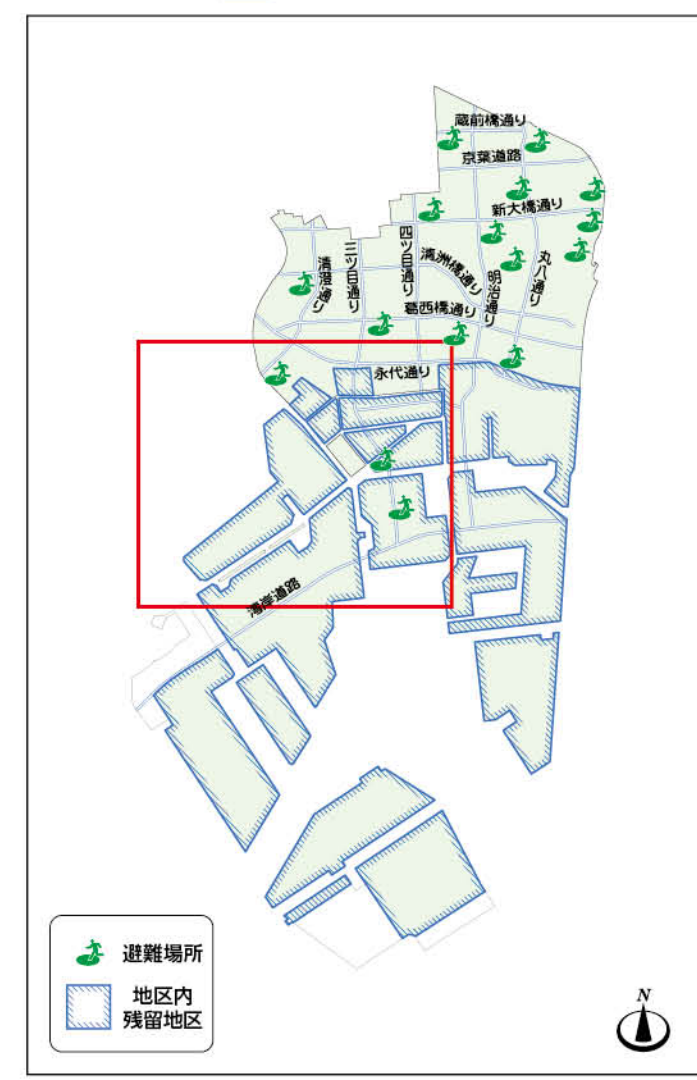 蔵前橋通り
京葉道路
新大橋通り
四ツ目通り
三ツ目通り
清澄通り
清洲橋通り
明治通り
丸八通り
葛西橋通り
永代通り
湾岸道路
避難場所
地区内
残留地区
N